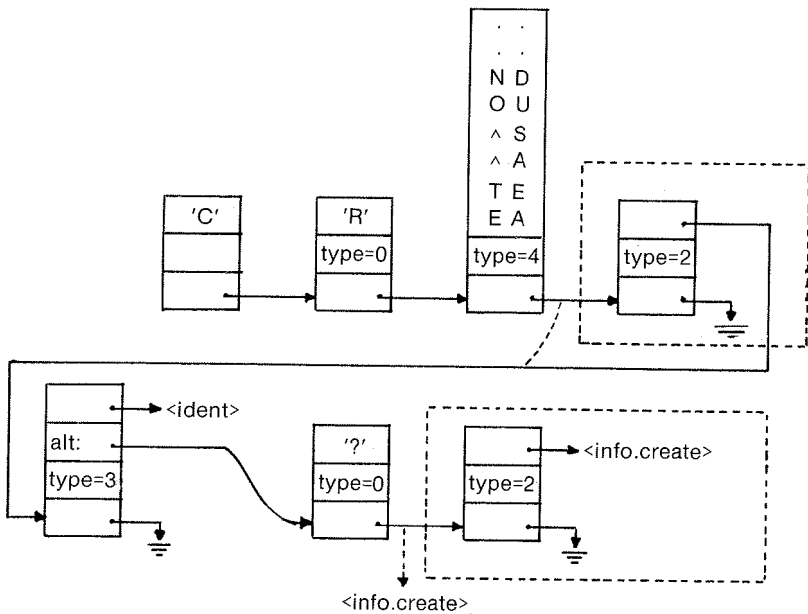 . .
. .
N D
O U
^ S
^ A
T E
E A
'C'
'R'
type=0
type=4
type=2
<ident>
alt:
type=3
'?'
type=0
type=2
<info.create>
<info.create>